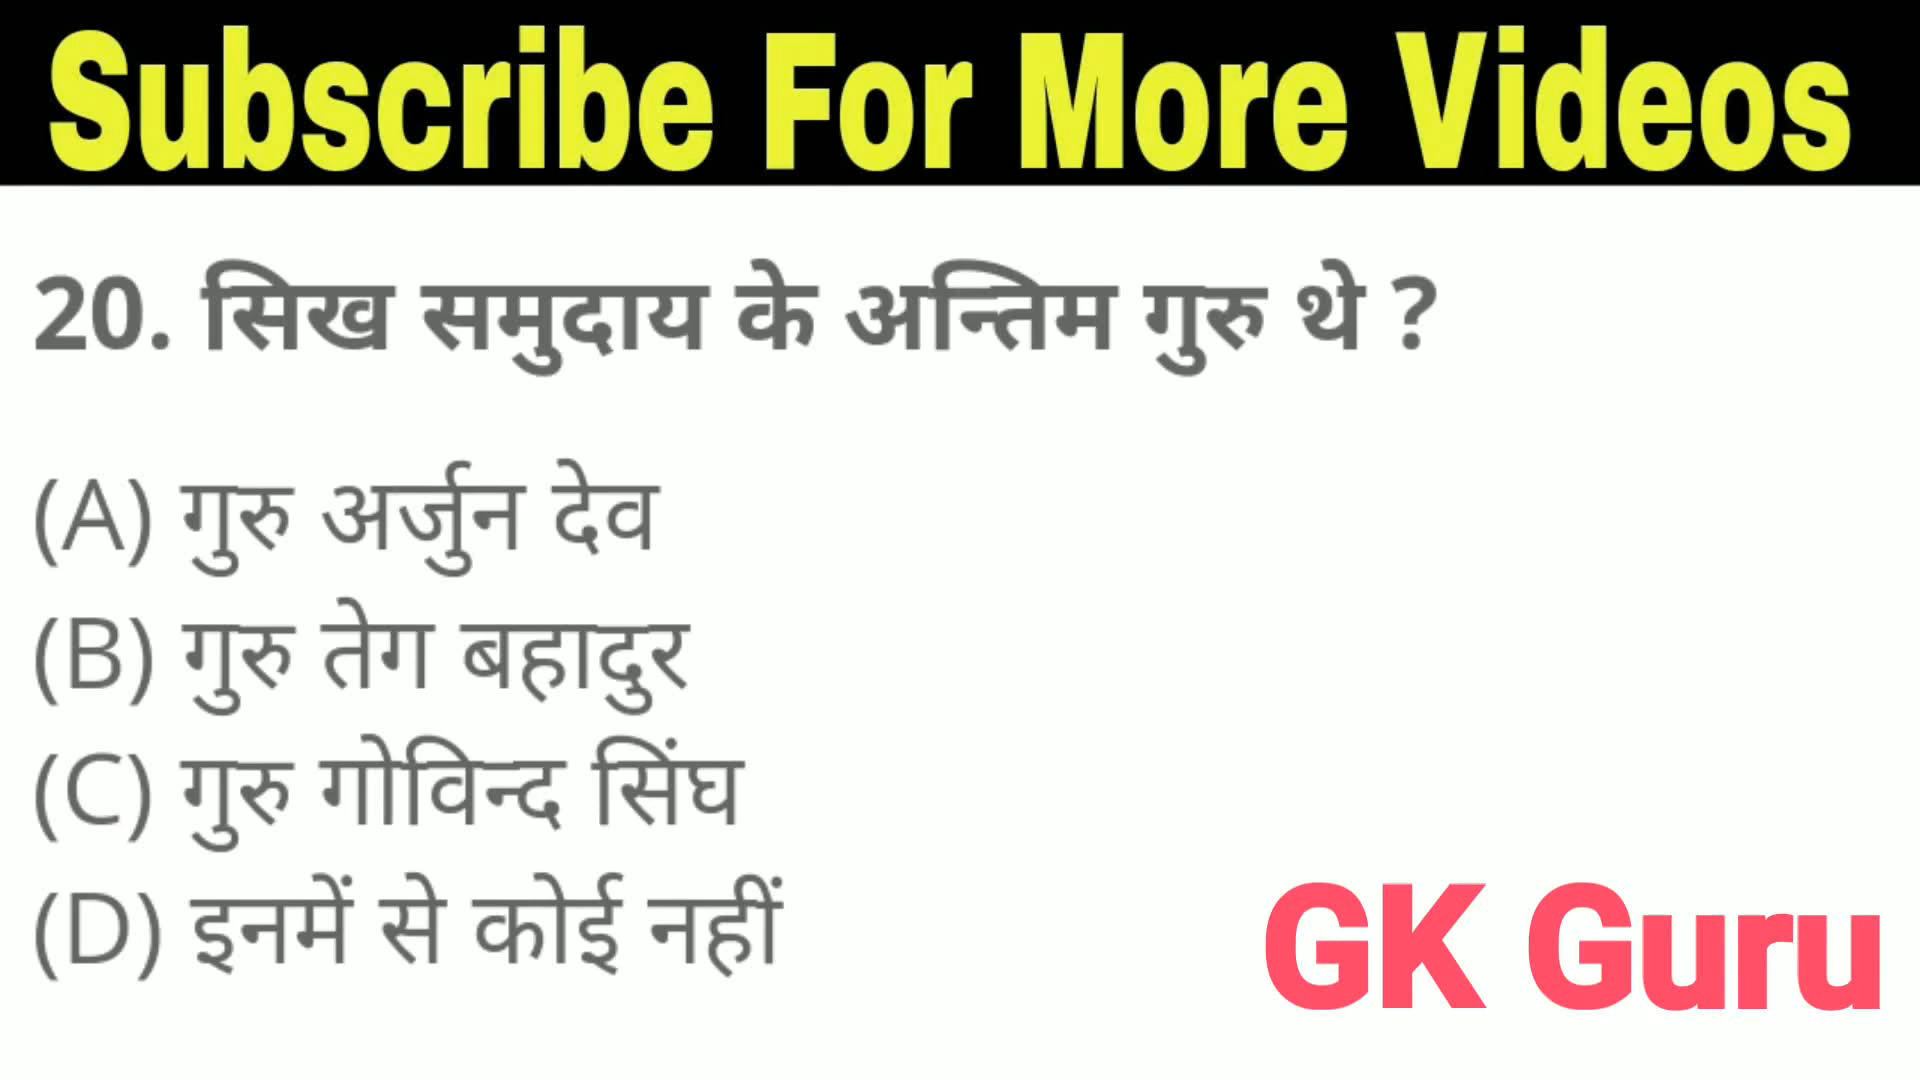 Subscribe For More Videos
20. सिख समुदाय के अन्तिम गुरु थे ?
(A) गुरु अर्जुन देव
(B) गुरु तेग बहादुर
(C) गुरु गोविन्द सिंघ
(D) इनमें से कोई नहीं
GK Guru